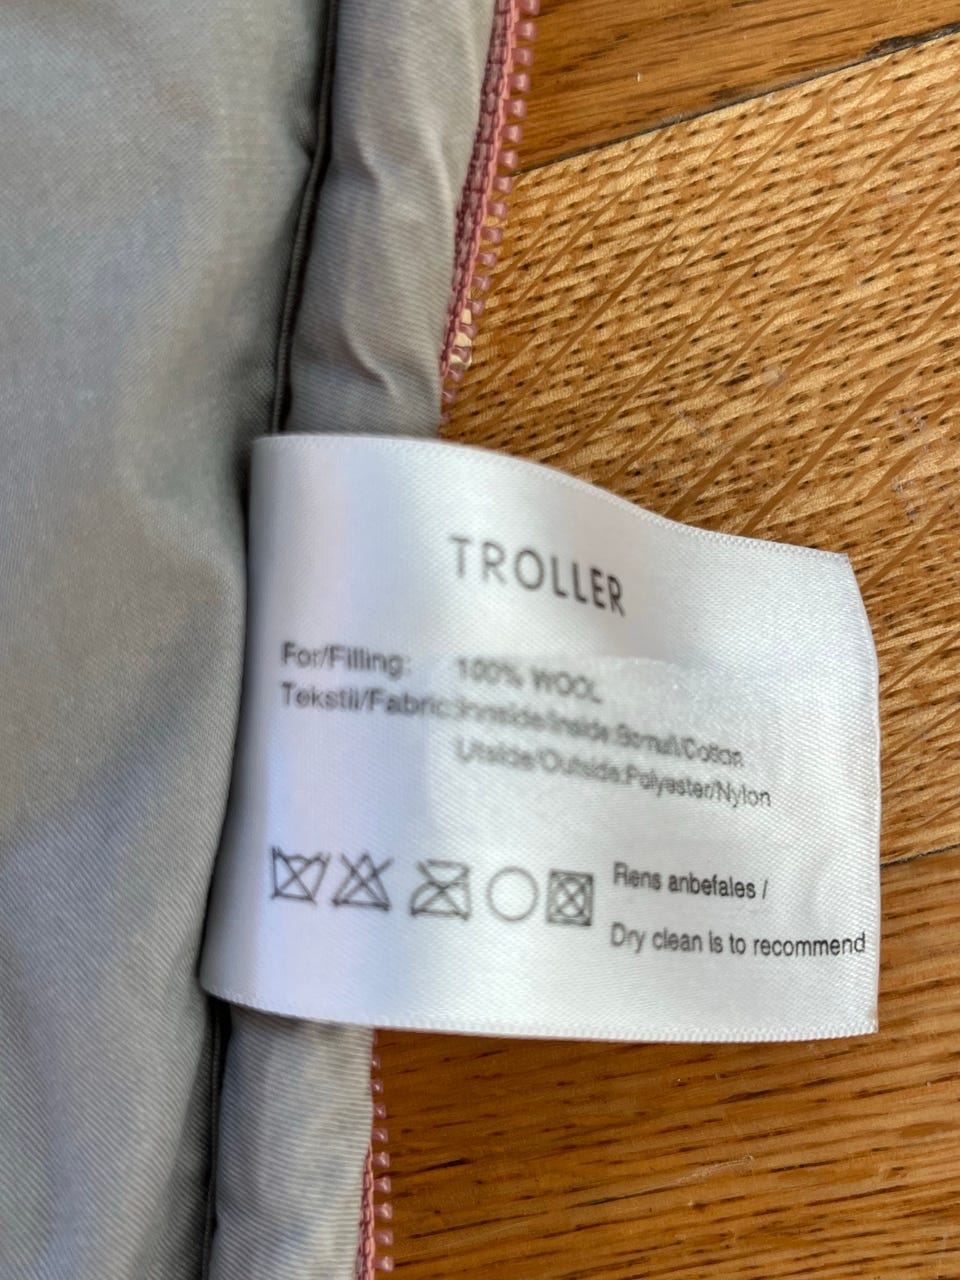 TROLLER
For/Filling: 100% WOOL
Tekstil/Fabric: Innside/Inside: Bomull/Cotton
Utside/Outside:Polyester/Nylon
Rens anbefales /
Dry clean is to recommend